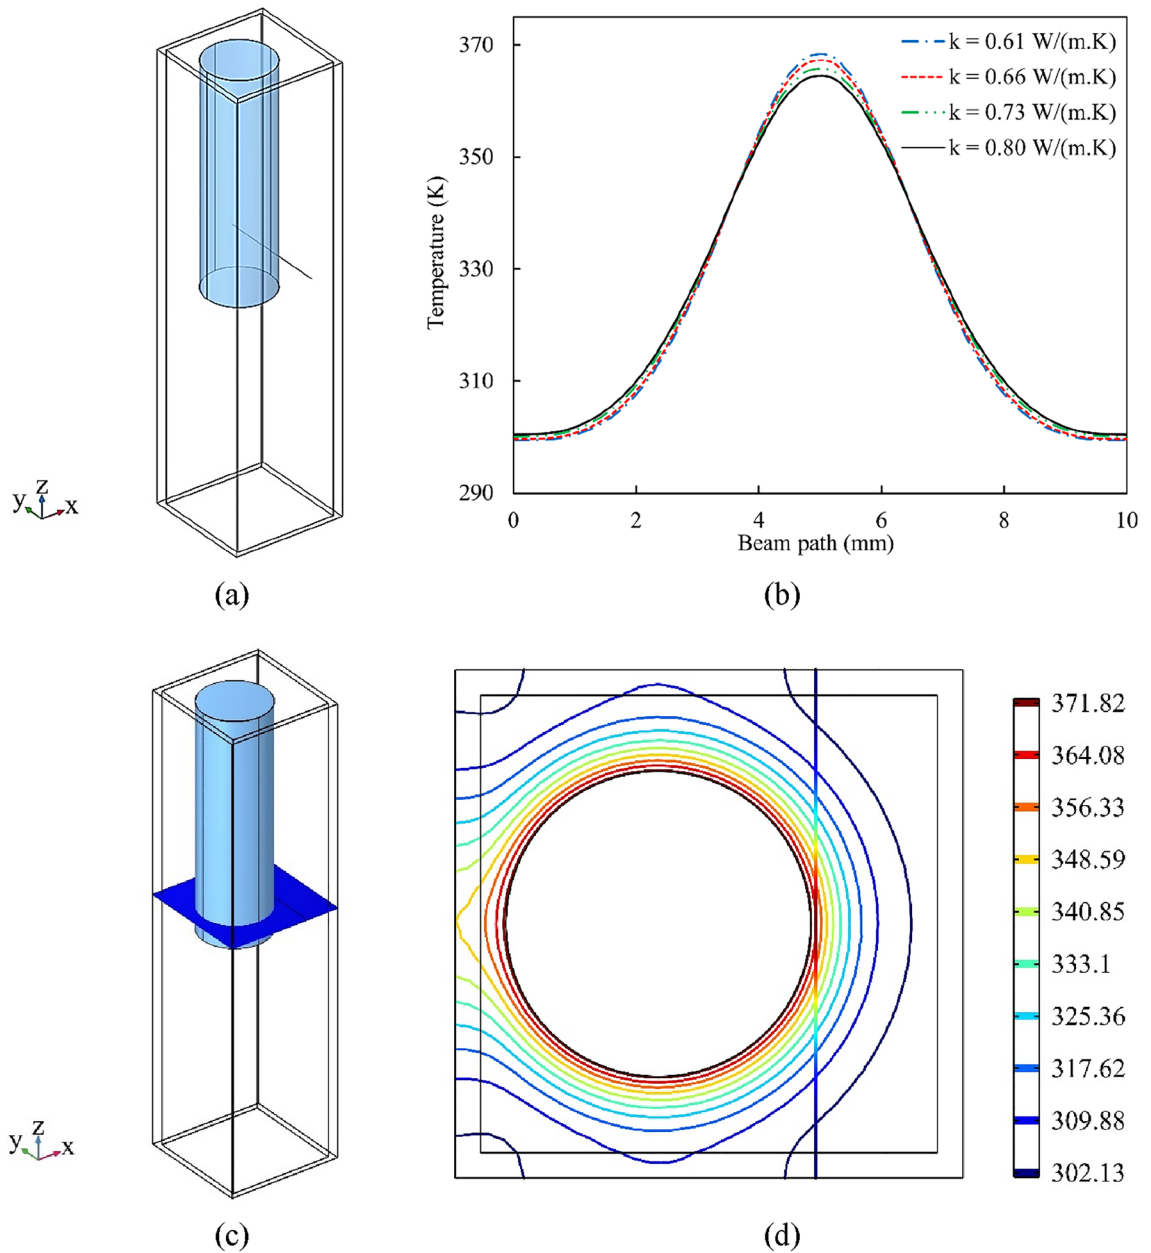 y z x
(a)
370
350
330
310
290
Temperature (K)
k = 0.61 W/(m.K)
k = 0.66 W/(m.K)
k = 0.73 W/(m.K)
k = 0.80 W/(m.K)
0 2 4 6 8 10
Beam path (mm)
(b)
y z x
(c)
371.82
364.08
356.33
348.59
340.85
333.1
325.36
317.62
309.88
302.13
(d)